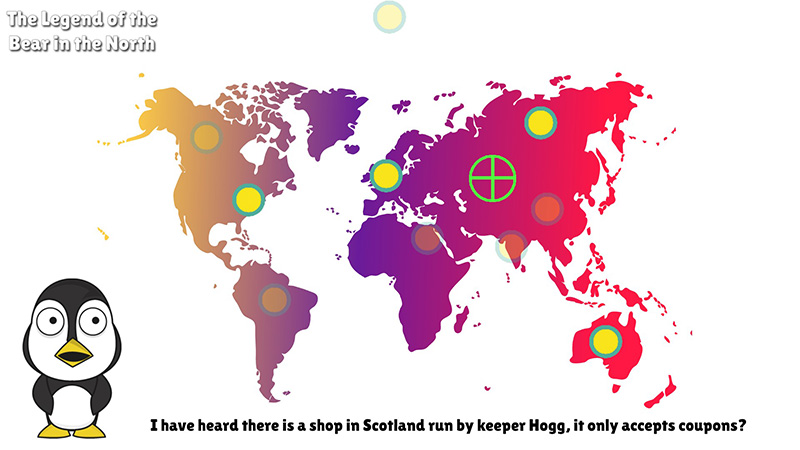 The Legend of the
Bear in the North
I have heard there is a shop in Scotland run by keeper Hogg, it only accepts coupons?